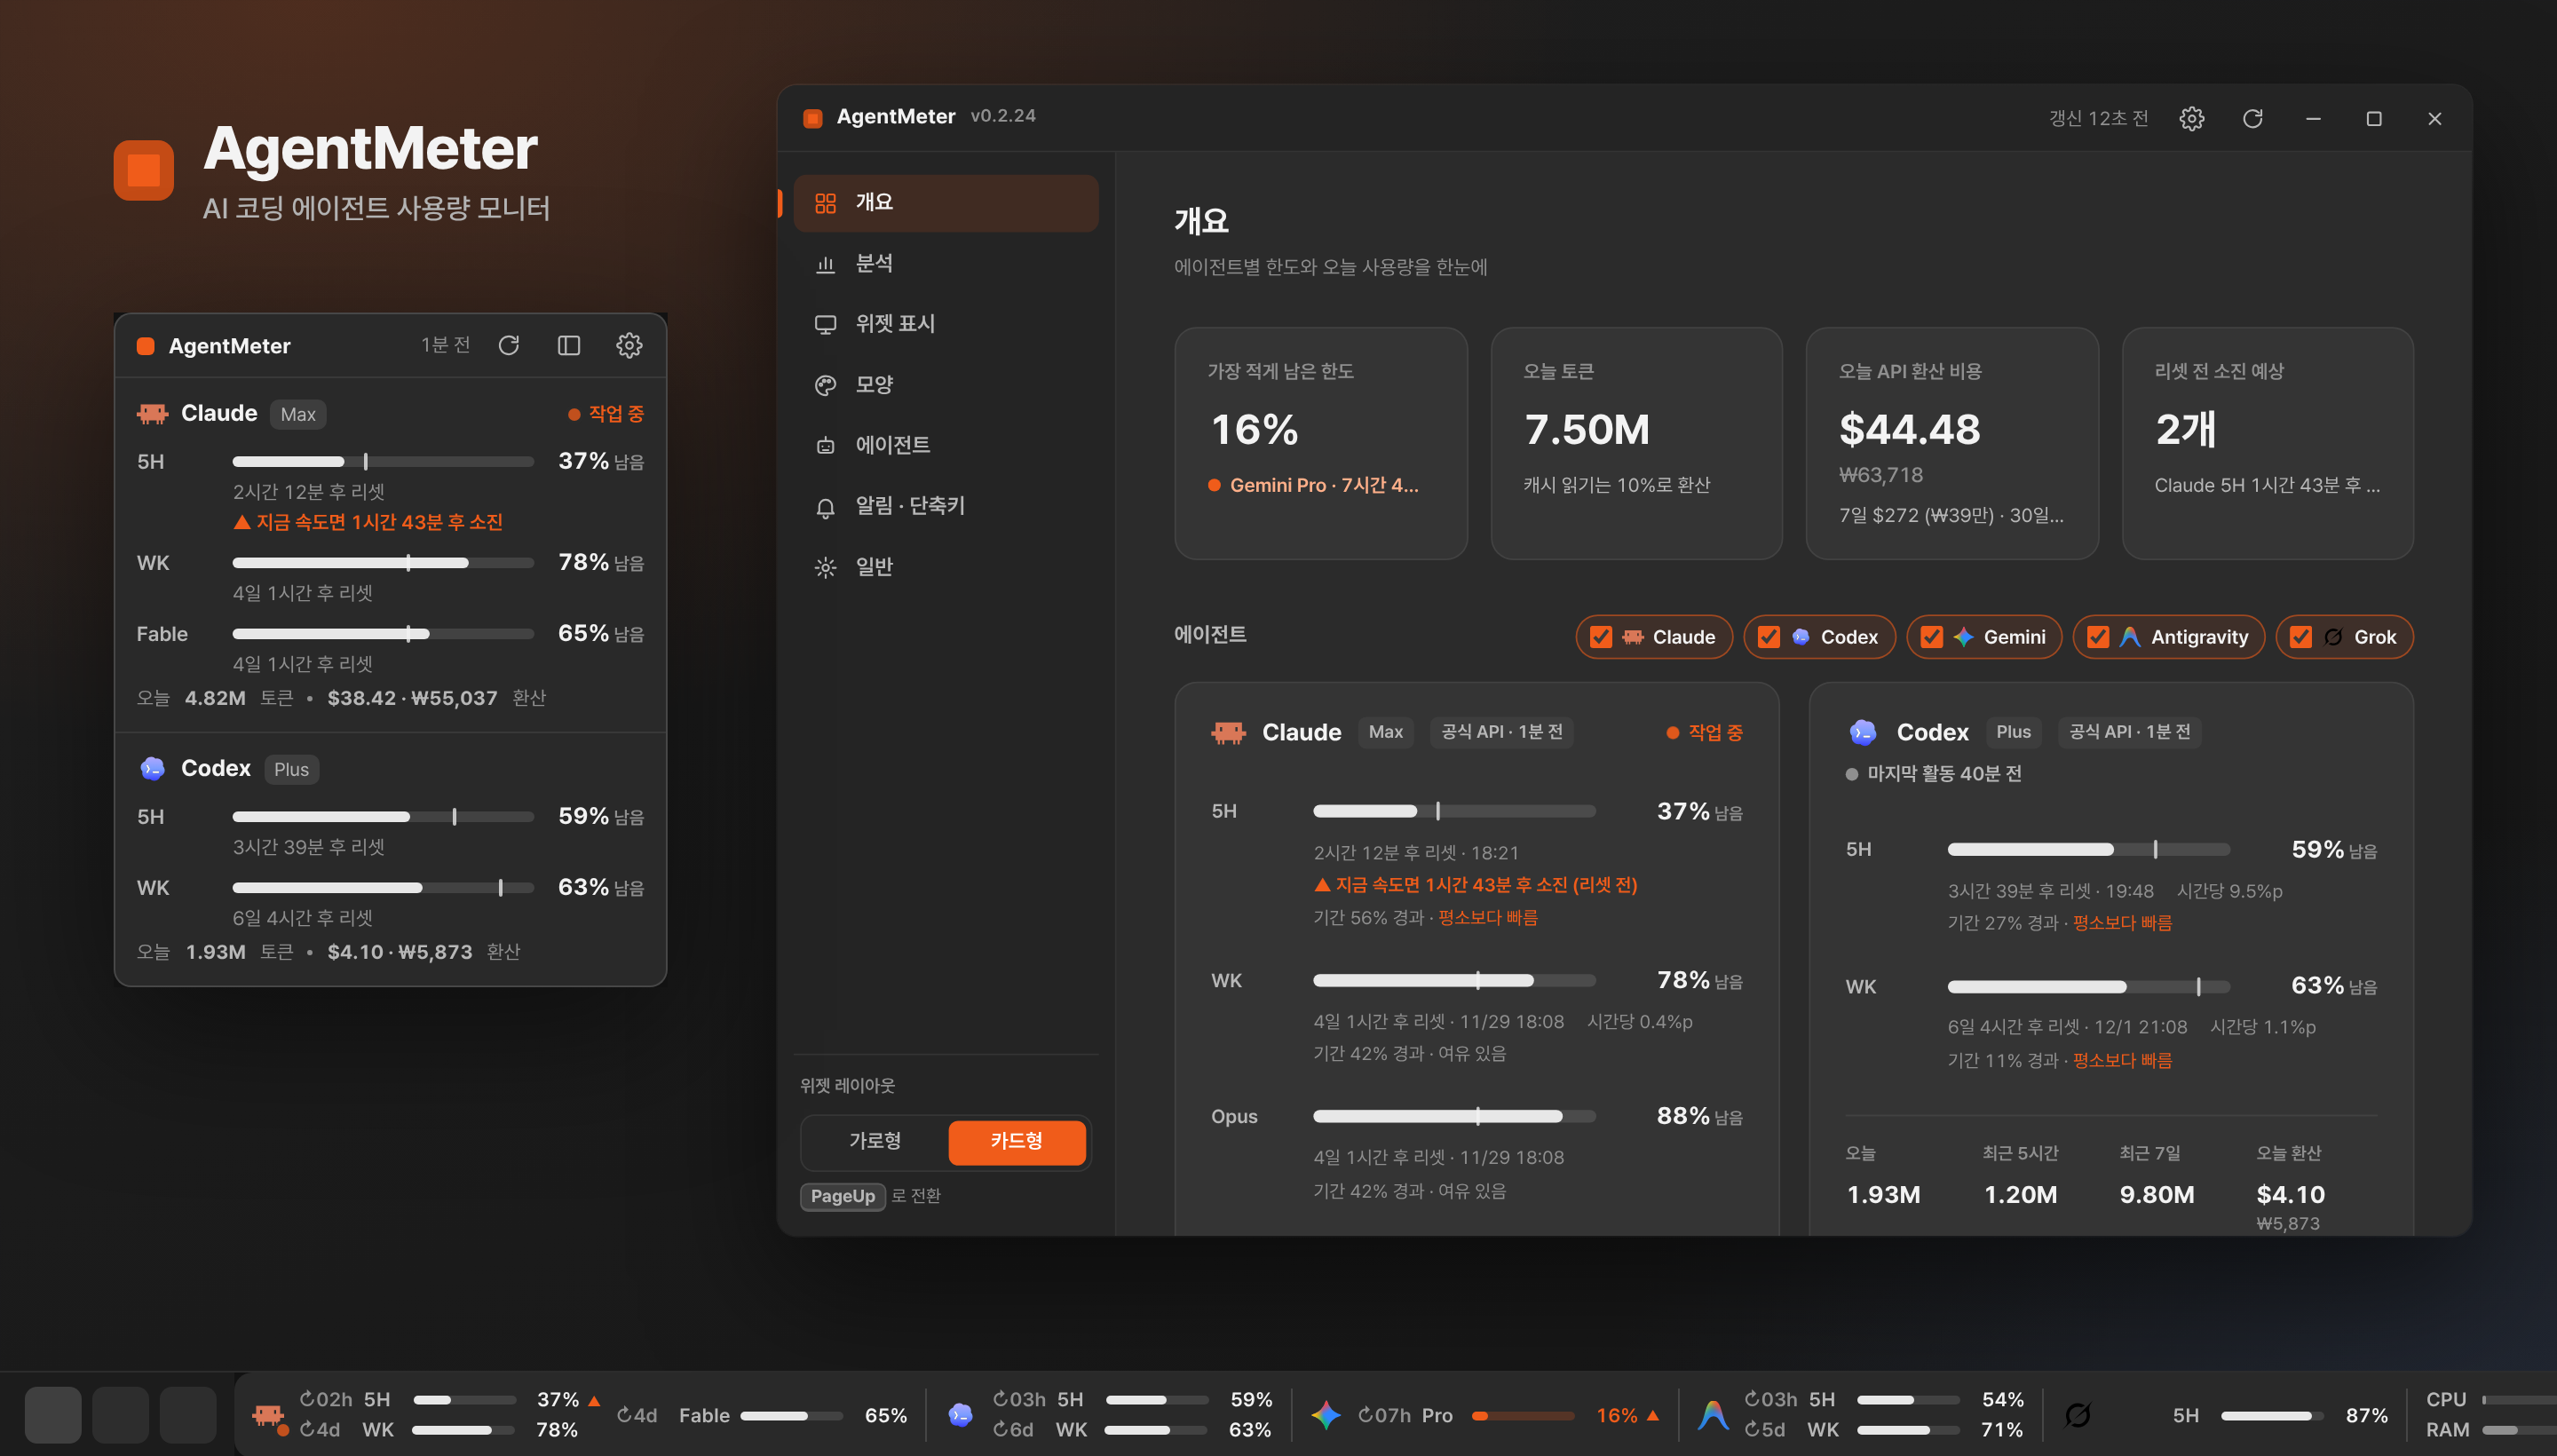 AgentMeter
AI 코딩 에이전트 사용량 모니터
AgentMeter 1분 전
Claude Max 작업 중
5H 37% 남음
2시간 12분 후 리셋
▲ 지금 속도면 1시간 43분 후 소진
WK 78% 남음
4일 1시간 후 리셋
Fable 65% 남음
4일 1시간 후 리셋
오늘 4.82M 토큰 • $38.42 · ₩55,037 환산
Codex Plus
5H 59% 남음
3시간 39분 후 리셋
WK 63% 남음
6일 4시간 후 리셋
오늘 1.93M 토큰 • $4.10 · ₩5,873 환산
AgentMeter v0.2.24 갱신 12초 전
개요
분석
위젯 표시
모양
에이전트
알림 · 단축키
일반
위젯 레이아웃
가로형 카드형
PageUp 로 전환
개요
에이전트별 한도와 오늘 사용량을 한눈에
가장 적게 남은 한도
16%
Gemini Pro · 7시간 4...
오늘 토큰
7.50M
캐시 읽기는 10%로 환산
오늘 API 환산 비용
$44.48
₩63,718
7일 $272 (₩39만) · 30일...
리셋 전 소진 예상
2개
Claude 5H 1시간 43분 후 ...
에이전트 Claude Codex Gemini Antigravity Grok
Claude Max 공식 API · 1분 전 작업 중
5H 37% 남음
2시간 12분 후 리셋 · 18:21
▲ 지금 속도면 1시간 43분 후 소진 (리셋 전)
기간 56% 경과 · 평소보다 빠름
WK 78% 남음
4일 1시간 후 리셋 · 11/29 18:08 시간당 0.4%p
기간 42% 경과 · 여유 있음
Opus 88% 남음
4일 1시간 후 리셋 · 11/29 18:08
기간 42% 경과 · 여유 있음
Codex Plus 공식 API · 1분 전
마지막 활동 40분 전
5H 59% 남음
3시간 39분 후 리셋 · 19:48 시간당 9.5%p
기간 27% 경과 · 평소보다 빠름
WK 63% 남음
6일 4시간 후 리셋 · 12/1 21:08 시간당 1.1%p
기간 11% 경과 · 평소보다 빠름
오늘 최근 5시간 최근 7일 오늘 환산
1.93M 1.20M 9.80M $4.10
₩5,873
↻02h 5H 37% ▲
↻4d WK 78%
↻4d Fable 65%
↻03h 5H 59%
↻6d WK 63%
↻07h Pro 16% ▲
↻03h 5H 54%
↻5d WK 71%
5H 87%
CPU
RAM